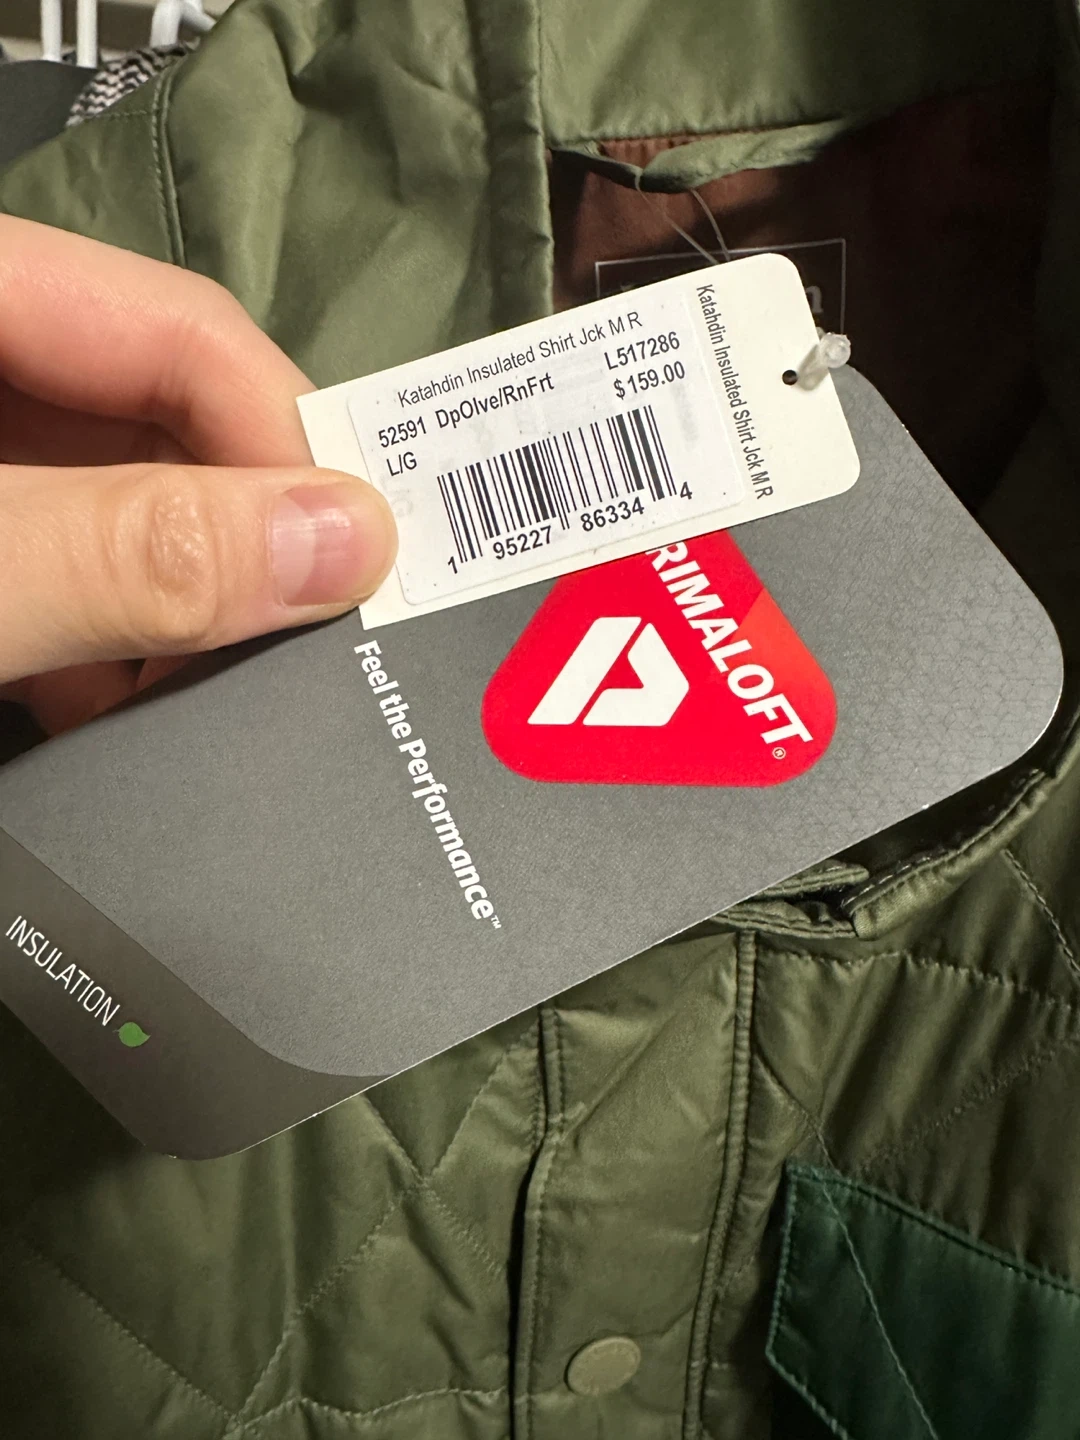 Katahdin Insulated Shirt Jck M R
L517286
52591 DpOlve/RnFrt
$159.00
L/G
1 95227 86334 4
Katahdin Insulated Shirt Jck M R
RIMALOFT®
Feel the Performance™
INSULATION